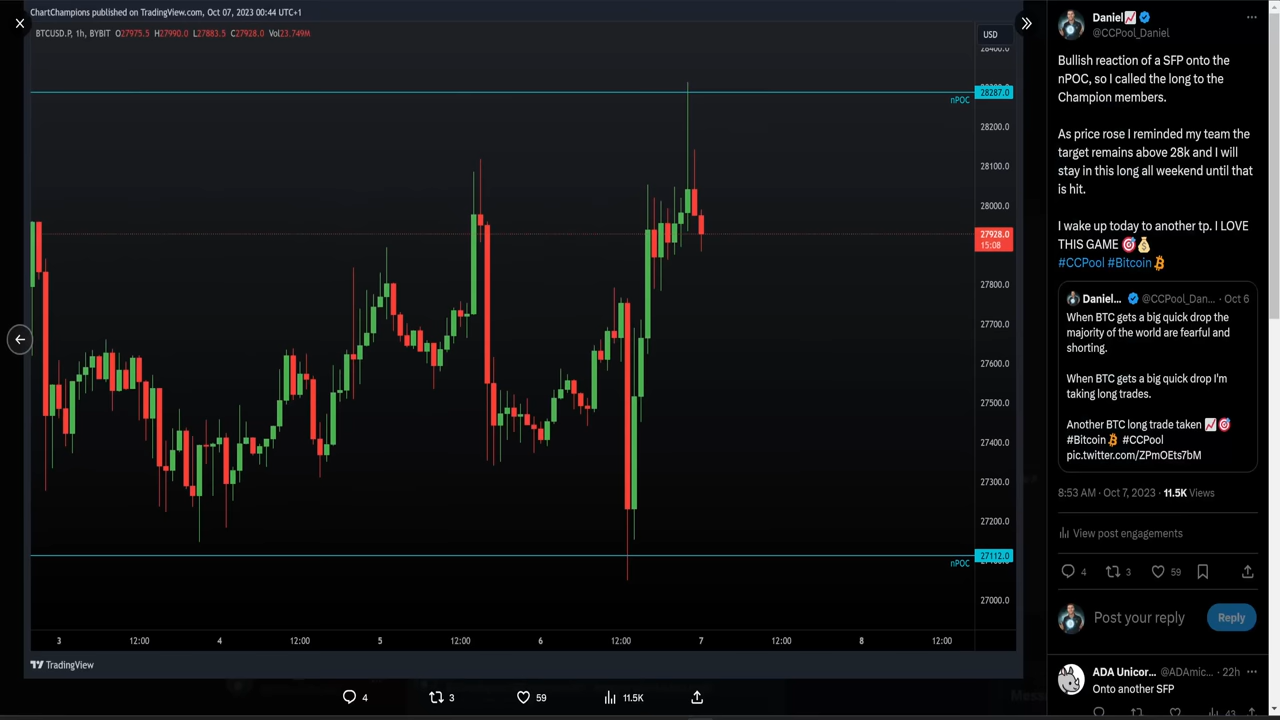 ChartChampions published on TradingView.com, Oct 07, 2023 00:44 UTC+1
BTCUSD.P, 1h, BYBIT O27975.5 H27990.0 L27883.5 C27928.0 Vol23.749M
USD
28400.0
28287.0
nPOC
28200.0
28100.0
28000.0
27928.0
15:08
27800.0
27700.0
27600.0
27500.0
27400.0
27300.0
27200.0
27112.0
nPOC
27000.0
3 12:00 4 12:00 5 12:00 6 12:00 7 12:00 8 12:00
TradingView
4 3 59 11.5K
Daniel📈
@CCPool_Daniel
Bullish reaction of a SFP onto the
nPOC, so I called the long to the
Champion members.
As price rose I reminded my team the
target remains above 28k and I will
stay in this long all weekend until that
is hit.
I wake up today to another tp. I LOVE
THIS GAME 🎯💰
#CCPool #Bitcoin
Daniel... @CCPool_Dan... · Oct 6
When BTC gets a big quick drop the
majority of the world are fearful and
shorting.
When BTC gets a big quick drop I'm
taking long trades.
Another BTC long trade taken 📈🎯
#Bitcoin #CCPool
pic.twitter.com/ZPmOEts7bM
8:53 AM · Oct 7, 2023 · 11.5K Views
View post engagements
4 3 59
Post your reply
Reply
ADA Unicor... @ADAmic... · 22h
Onto another SFP
43